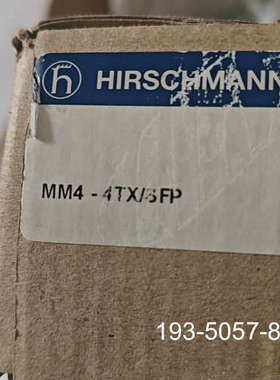 HIRSCHMANN
MM4 - 4TX/SFP
193-5057-8